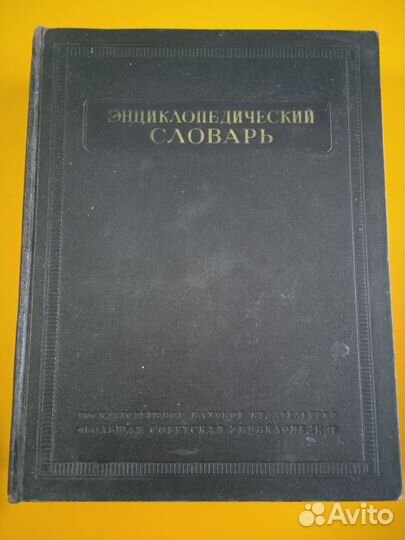 ЭНЦИКЛОПЕДИЧЕСКИЙ
СЛОВАРЬ
ГОСУДАРСТВЕННОЕ НАУЧНОЕ ИЗДАТЕЛЬСТВО
«БОЛЬШАЯ СОВЕТСКАЯ ЭНЦИКЛОПЕДИЯ»
Avito